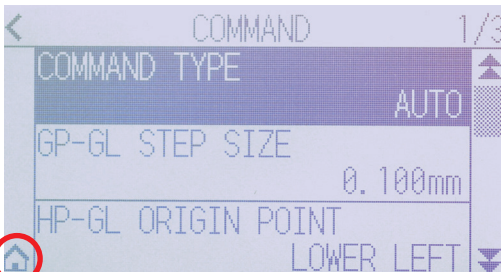 COMMAND 1/3
COMMAND TYPE
AUTO
GP-GL STEP SIZE
0.100mm
HP-GL ORIGIN POINT
LOWER LEFT